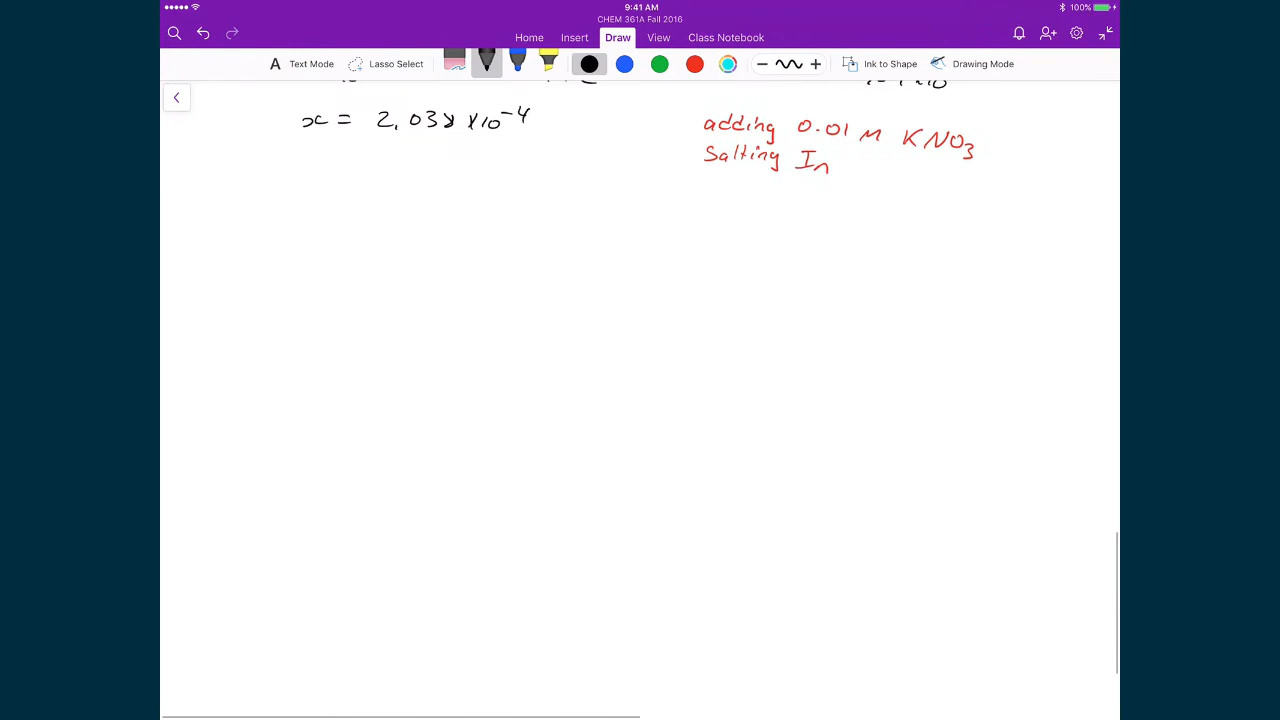 9:41 AM
100%
CHEM 361A Fall 2016
Home Insert Draw View Class Notebook
A Text Mode Lasso Select Ink to Shape Drawing Mode
x = 2.03 x10⁻⁴
adding 0.01 M KNO₃
Salting In